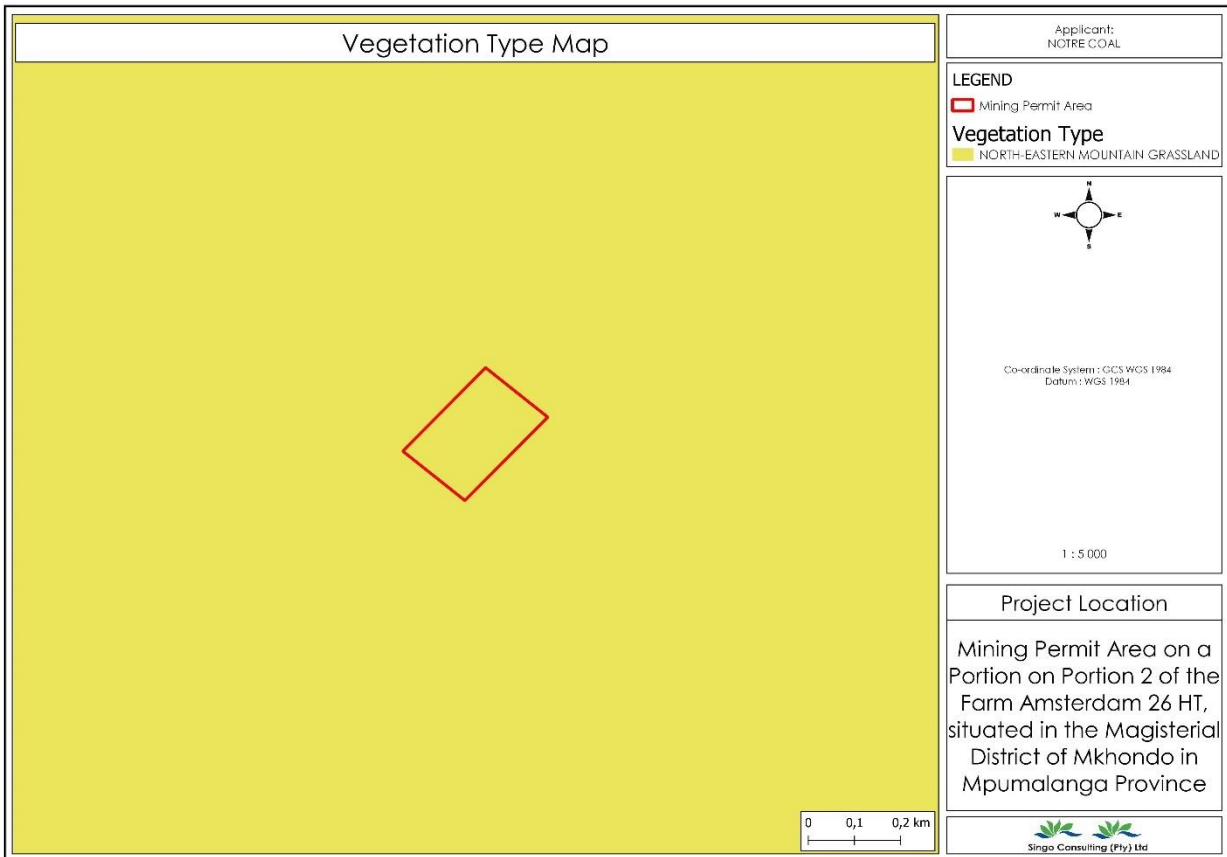 Vegetation Type Map
Applicant:
NOTRE COAL
LEGEND
Mining Permit Area
Vegetation Type
NORTH-EASTERN MOUNTAIN GRASSLAND
N
W E
S
Co-ordinate System : GCS WGS 1984
Datum : WGS 1984
1 : 5 000
Project Location
Mining Permit Area on a
Portion on Portion 2 of the
Farm Amsterdam 26 HT,
situated in the Magisterial
District of Mkhondo in
Mpumalanga Province
0 0,1 0,2 km
Singo Consulting (Pty) Ltd